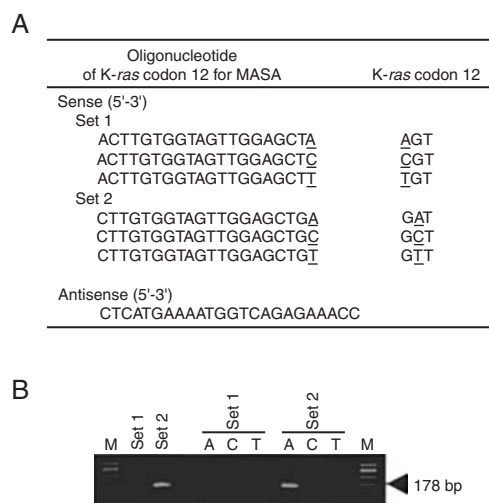 A
Oligonucleotide
of K-ras codon 12 for MASA K-ras codon 12
Sense (5'-3')
Set 1
ACTTGTGGTAGTTGGAGCTA AGT
ACTTGTGGTAGTTGGAGCTC CGT
ACTTGTGGTAGTTGGAGCTT TGT
Set 2
CTTGTGGTAGTTGGAGCTGA GAT
CTTGTGGTAGTTGGAGCTGC GCT
CTTGTGGTAGTTGGAGCTGT GTT
Antisense (5'-3')
CTCATGAAAATGGTCAGAGAAACC
B
Set 1 Set 2
M Set 1 Set 2 A C T A C T M
178 bp